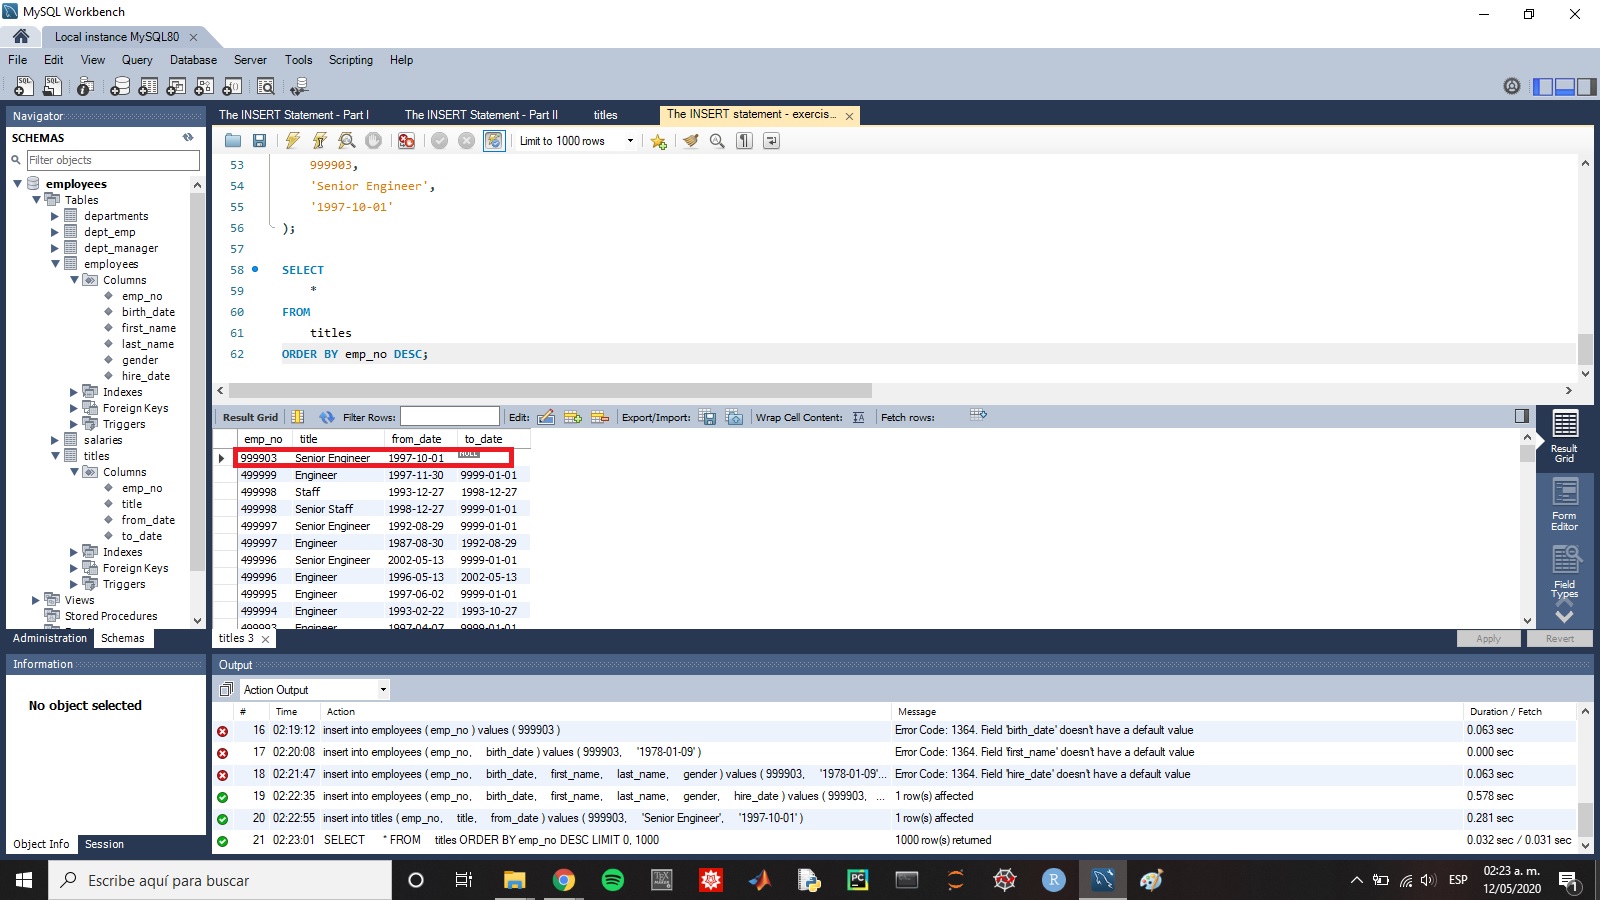 MySQL Workbench
Local instance MySQL80
File Edit View Query Database Server Tools Scripting Help
Navigator
SCHEMAS
Filter objects
employees
Tables
departments
dept_emp
dept_manager
employees
Columns
emp_no
birth_date
first_name
last_name
gender
hire_date
Indexes
Foreign Keys
Triggers
salaries
titles
Columns
emp_no
title
from_date
to_date
Indexes
Foreign Keys
Triggers
Views
Stored Procedures
Administration Schemas
Information
No object selected
Object Info Session
The INSERT Statement - Part I The INSERT Statement - Part II titles The INSERT statement - exercis...
Limit to 1000 rows
53 999903,
54 'Senior Engineer',
55 '1997-10-01'
56 );
57
58 SELECT
59 *
60 FROM
61 titles
62 ORDER BY emp_no DESC;
Result Grid Filter Rows: Edit: Export/Import: Wrap Cell Content: IA Fetch rows:
emp_no title from_date to_date
999903 Senior Engineer 1997-10-01 NULL
499999 Engineer 1997-11-30 9999-01-01
499998 Staff 1993-12-27 1998-12-27
499998 Senior Staff 1998-12-27 9999-01-01
499997 Senior Engineer 1992-08-29 9999-01-01
499997 Engineer 1987-08-30 1992-08-29
499996 Senior Engineer 2002-05-13 9999-01-01
499996 Engineer 1996-05-13 2002-05-13
499995 Engineer 1997-06-02 9999-01-01
499994 Engineer 1993-02-22 1993-10-27
499993 Engineer 1997-04-07 9999-01-01
Result Grid
Form Editor
Field Types
titles 3
Apply Revert
Output
Action Output
# Time Action Message Duration / Fetch
16 02:19:12 insert into employees ( emp_no ) values ( 999903 ) Error Code: 1364. Field 'birth_date' doesn't have a default value 0.063 sec
17 02:20:08 insert into employees ( emp_no, birth_date ) values ( 999903, '1978-01-09' ) Error Code: 1364. Field 'first_name' doesn't have a default value 0.000 sec
18 02:21:47 insert into employees ( emp_no, birth_date, first_name, last_name, gender ) values ( 999903, '1978-01-09'... Error Code: 1364. Field 'hire_date' doesn't have a default value 0.063 sec
19 02:22:35 insert into employees ( emp_no, birth_date, first_name, last_name, gender, hire_date ) values ( 999903, ... 1 row(s) affected 0.578 sec
20 02:22:55 insert into titles ( emp_no, title, from_date ) values ( 999903, 'Senior Engineer', '1997-10-01' ) 1 row(s) affected 0.281 sec
21 02:23:01 SELECT * FROM titles ORDER BY emp_no DESC LIMIT 0, 1000 1000 row(s) returned 0.032 sec / 0.031 sec
Escribe aquí para buscar
ESP
02:23 a. m.
12/05/2020
1